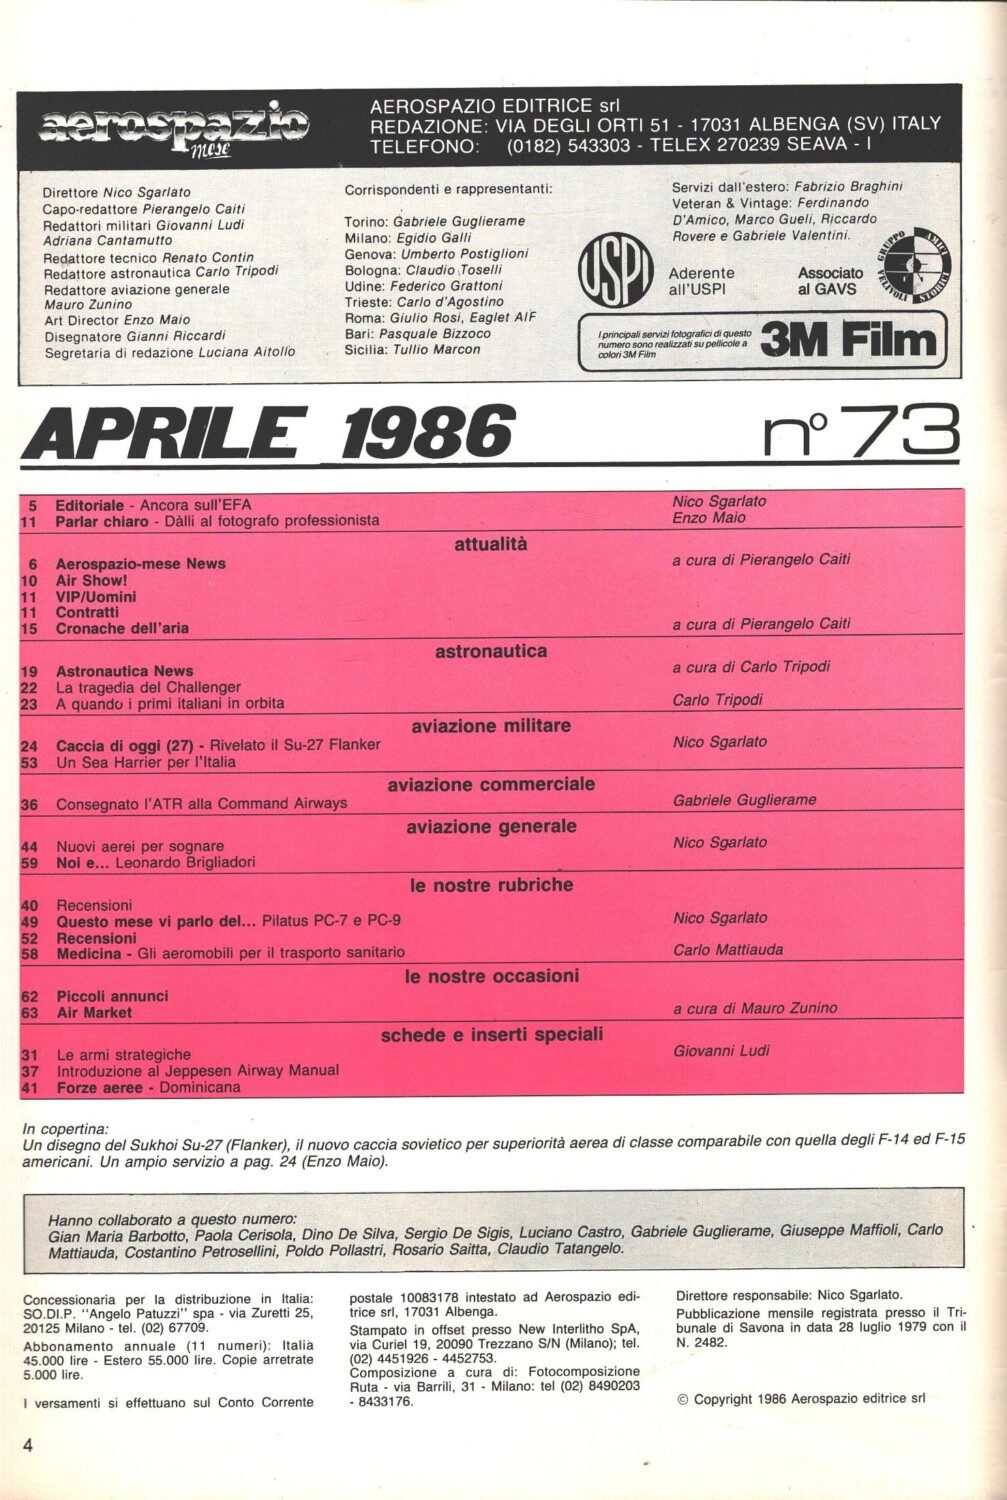 aerospazio
mese
AEROSPAZIO EDITRICE srl
REDAZIONE: VIA DEGLI ORTI 51 - 17031 ALBENGA (SV) ITALY
TELEFONO: (0182) 543303 - TELEX 270239 SEAVA - I
Direttore Nico Sgarlato
Capo-redattore Pierangelo Caiti
Redattori militari Giovanni Ludi
Adriana Cantamutto
Redattore tecnico Renato Contin
Redattore astronautica Carlo Tripodi
Redattore aviazione generale
Mauro Zunino
Art Director Enzo Maio
Disegnatore Gianni Riccardi
Segretaria di redazione Luciana Aitollo
Corrispondenti e rappresentanti:
Torino: Gabriele Guglierame
Milano: Egidio Galli
Genova: Umberto Postiglioni
Bologna: Claudio Toselli
Udine: Federico Grattoni
Trieste: Carlo d'Agostino
Roma: Giulio Rosi, Eaglet AIF
Bari: Pasquale Bizzoco
Sicilia: Tullio Marcon
Servizi dall'estero: Fabrizio Braghini
Veteran & Vintage: Ferdinando
D'Amico, Marco Gueli, Riccardo
Rovere e Gabriele Valentini.
USPI
Aderente
all'USPI
Associato
al GAVS
GRUPPO AMICI VELIVOLI STORICI
I principali servizi fotografici di questo
numero sono realizzati su pellicole a
colori 3M Film
3M Film
APRILE 1986
n° 73
5 Editoriale - Ancora sull'EFA Nico Sgarlato
11 Parlar chiaro - Dàlli al fotografo professionista Enzo Maio
attualità
6 Aerospazio-mese News a cura di Pierangelo Caiti
10 Air Show!
11 VIP/Uomini
11 Contratti
15 Cronache dell'aria a cura di Pierangelo Caiti
astronautica
19 Astronautica News a cura di Carlo Tripodi
22 La tragedia del Challenger
23 A quando i primi italiani in orbita Carlo Tripodi
aviazione militare
24 Caccia di oggi (27) - Rivelato il Su-27 Flanker Nico Sgarlato
53 Un Sea Harrier per l'Italia
aviazione commerciale
36 Consegnato l'ATR alla Command Airways Gabriele Guglierame
aviazione generale
44 Nuovi aerei per sognare Nico Sgarlato
59 Noi e... Leonardo Brigliadori
le nostre rubriche
40 Recensioni
49 Questo mese vi parlo del... Pilatus PC-7 e PC-9 Nico Sgarlato
52 Recensioni
58 Medicina - Gli aeromobili per il trasporto sanitario Carlo Mattiauda
le nostre occasioni
62 Piccoli annunci
63 Air Market a cura di Mauro Zunino
schede e inserti speciali
31 Le armi strategiche Giovanni Ludi
37 Introduzione al Jeppesen Airway Manual
41 Forze aeree - Dominicana
In copertina:
Un disegno del Sukhoi Su-27 (Flanker), il nuovo caccia sovietico per superiorità aerea di classe comparabile con quella degli F-14 ed F-15
americani. Un ampio servizio a pag. 24 (Enzo Maio).
Hanno collaborato a questo numero:
Gian Maria Barbotto, Paola Cerisola, Dino De Silva, Sergio De Sigis, Luciano Castro, Gabriele Guglierame, Giuseppe Maffioli, Carlo
Mattiauda, Costantino Petrosellini, Poldo Pollastri, Rosario Saitta, Claudio Tatangelo.
Concessionaria per la distribuzione in Italia:
SO.DI.P. "Angelo Patuzzi" spa - via Zuretti 25,
20125 Milano - tel. (02) 67709.
Abbonamento annuale (11 numeri): Italia
45.000 lire - Estero 55.000 lire. Copie arretrate
5.000 lire.
I versamenti si effettuano sul Conto Corrente
postale 10083178 intestato ad Aerospazio edi-
trice srl, 17031 Albenga.
Stampato in offset presso New Interlitho SpA,
via Curiel 19, 20090 Trezzano S/N (Milano); tel.
(02) 4451926 - 4452753.
Composizione a cura di: Fotocomposizione
Ruta - via Barrili, 31 - Milano: tel (02) 8490203
- 8433176.
Direttore responsabile: Nico Sgarlato.
Pubblicazione mensile registrata presso il Tri-
bunale di Savona in data 28 luglio 1979 con il
N. 2482.
© Copyright 1986 Aerospazio editrice srl
4